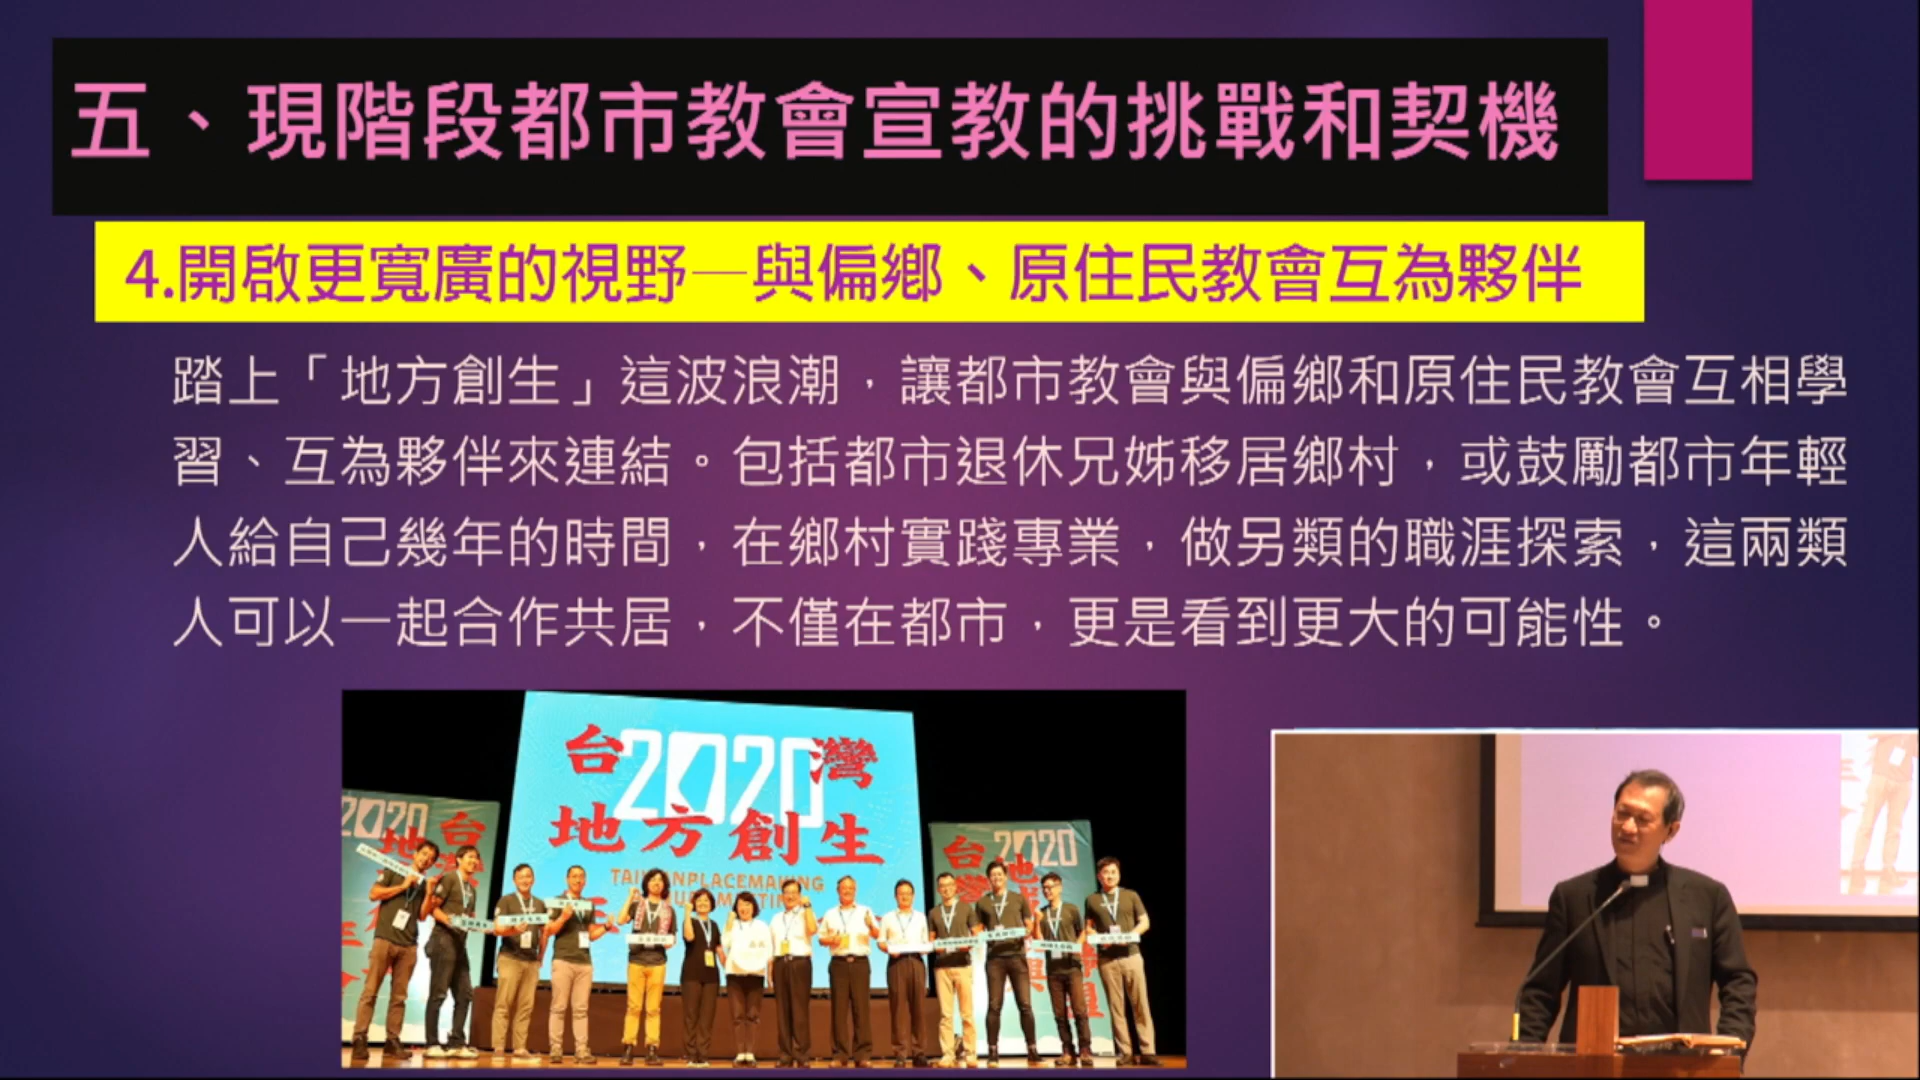 五、現階段都市教會宣教的挑戰和契機
4.開啟更寬廣的視野—與偏鄉、原住民教會互為夥伴
踏上「地方創生」這波浪潮，讓都市教會與偏鄉和原住民教會互相學
習、互為夥伴來連結。包括都市退休兄姊移居鄉村，或鼓勵都市年輕
人給自己幾年的時間，在鄉村實踐專業，做另類的職涯探索，這兩類
人可以一起合作共居，不僅在都市，更是看到更大的可能性。
台2020灣
地方創生
2020
2020